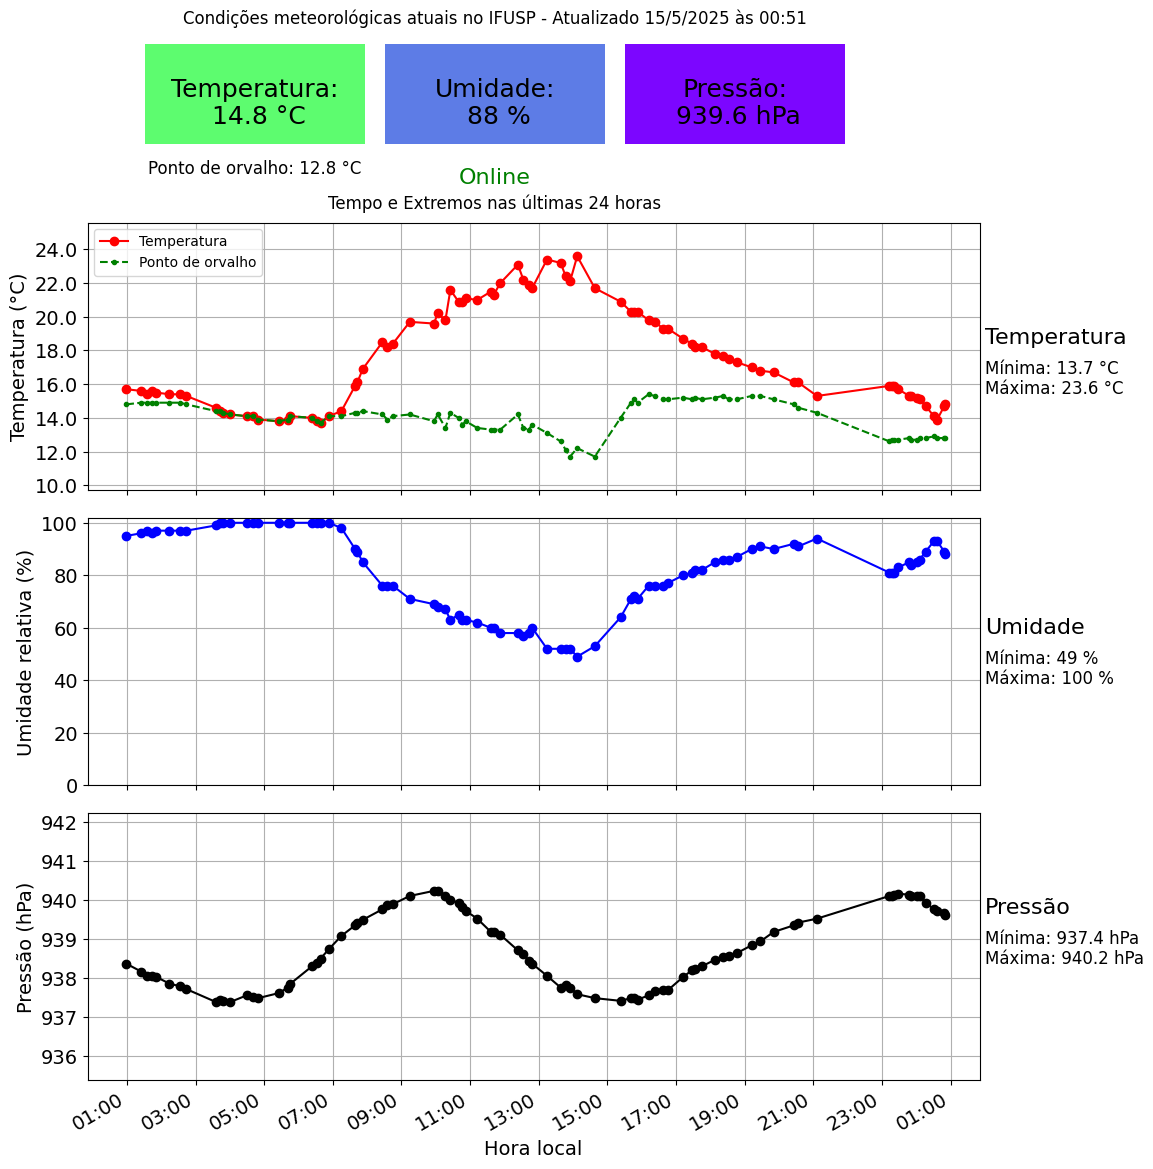 Condições meteorológicas atuais no IFUSP - Atualizado 15/5/2025 às 00:51
Temperatura:
14.8 °C
Umidade:
88 %
Pressão:
939.6 hPa
Ponto de orvalho: 12.8 °C
Online
Tempo e Extremos nas últimas 24 horas
Temperatura (°C)
24.0
22.0
20.0
18.0
16.0
14.0
12.0
10.0
Temperatura
Ponto de orvalho
Temperatura
Mínima: 13.7 °C
Máxima: 23.6 °C
Umidade relativa (%)
100
80
60
40
20
0
Umidade
Mínima: 49 %
Máxima: 100 %
Pressão (hPa)
942
941
940
939
938
937
936
Pressão
Mínima: 937.4 hPa
Máxima: 940.2 hPa
01:00 03:00 05:00 07:00 09:00 11:00 13:00 15:00 17:00 19:00 21:00 23:00 01:00
Hora local